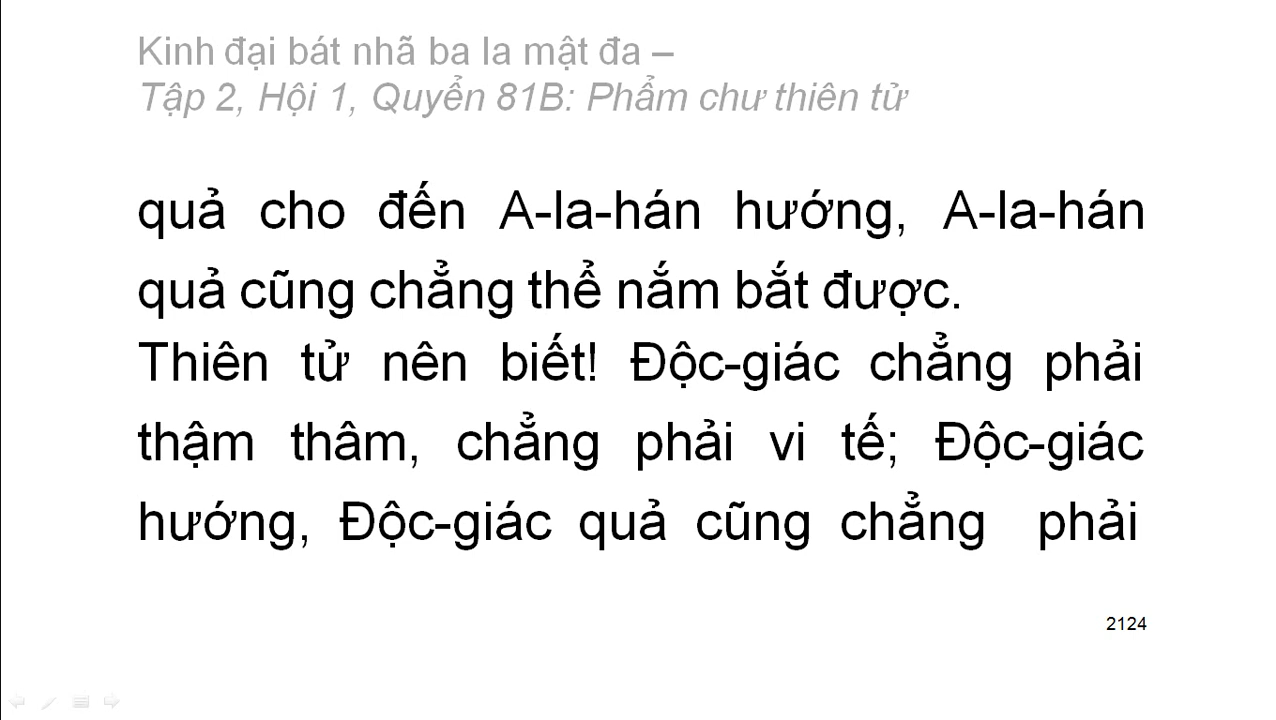 Kinh đại bát nhã ba la mật đa –
Tập 2, Hội 1, Quyển 81B: Phẩm chư thiên tử
quả cho đến A-la-hán hướng, A-la-hán
quả cũng chẳng thể nắm bắt được.
Thiên tử nên biết! Độc-giác chẳng phải
thậm thâm, chẳng phải vi tế; Độc-giác
hướng, Độc-giác quả cũng chẳng phải
2124